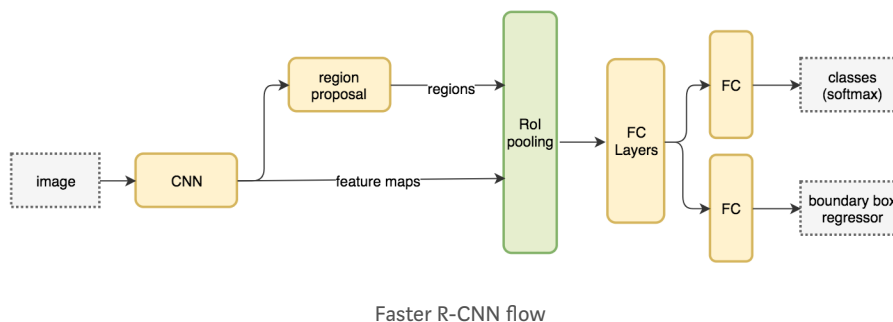 image
CNN
region
proposal
regions
feature maps
RoI
pooling
FC
Layers
FC
classes
(softmax)
FC
boundary box
regressor
Faster R-CNN flow